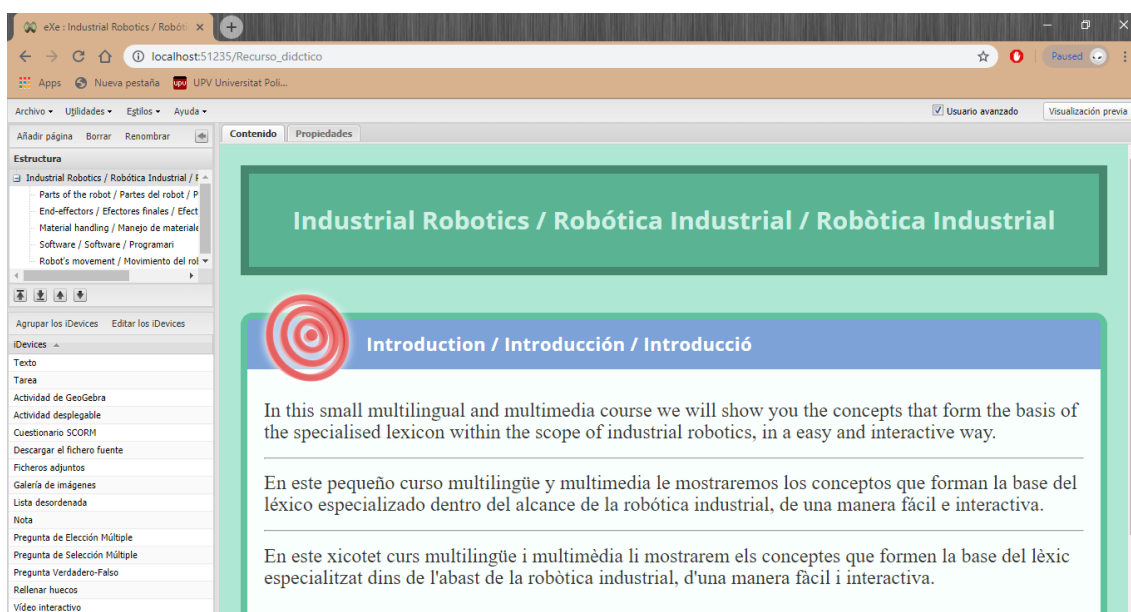 eXe : Industrial Robotics / Robóti
localhost:51235/Recurso_didctico
Paused
Apps Nueva pestaña UPV Universitat Poli...
Archivo Utilidades Estilos Ayuda Usuario avanzado Visualización previa
Añadir página Borrar Renombrar Contenido Propiedades
Estructura
Industrial Robotics / Robótica Industrial /
Parts of the robot / Partes del robot / P
End-effectors / Efectores finales / Efect
Material handling / Manejo de materiale
Software / Software / Programari
Robot's movement / Movimiento del rob
Agrupar los iDevices Editar los iDevices
iDevices
Texto
Tarea
Actividad de GeoGebra
Actividad desplegable
Cuestionario SCORM
Descargar el fichero fuente
Ficheros adjuntos
Galería de imágenes
Lista desordenada
Nota
Pregunta de Elección Múltiple
Pregunta de Selección Múltiple
Pregunta Verdadero-Falso
Rellenar huecos
Vídeo interactivo
Industrial Robotics / Robótica Industrial / Robòtica Industrial
Introduction / Introducción / Introducció
In this small multilingual and multimedia course we will show you the concepts that form the basis of
the specialised lexicon within the scope of industrial robotics, in a easy and interactive way.
En este pequeño curso multilingüe y multimedia le mostraremos los conceptos que forman la base del
léxico especializado dentro del alcance de la robótica industrial, de una manera fácil e interactiva.
En este xicotet curs multilingüe i multimèdia li mostrarem els conceptes que formen la base del lèxic
especialitzat dins de l'abast de la robòtica industrial, d'una manera fàcil i interactiva.